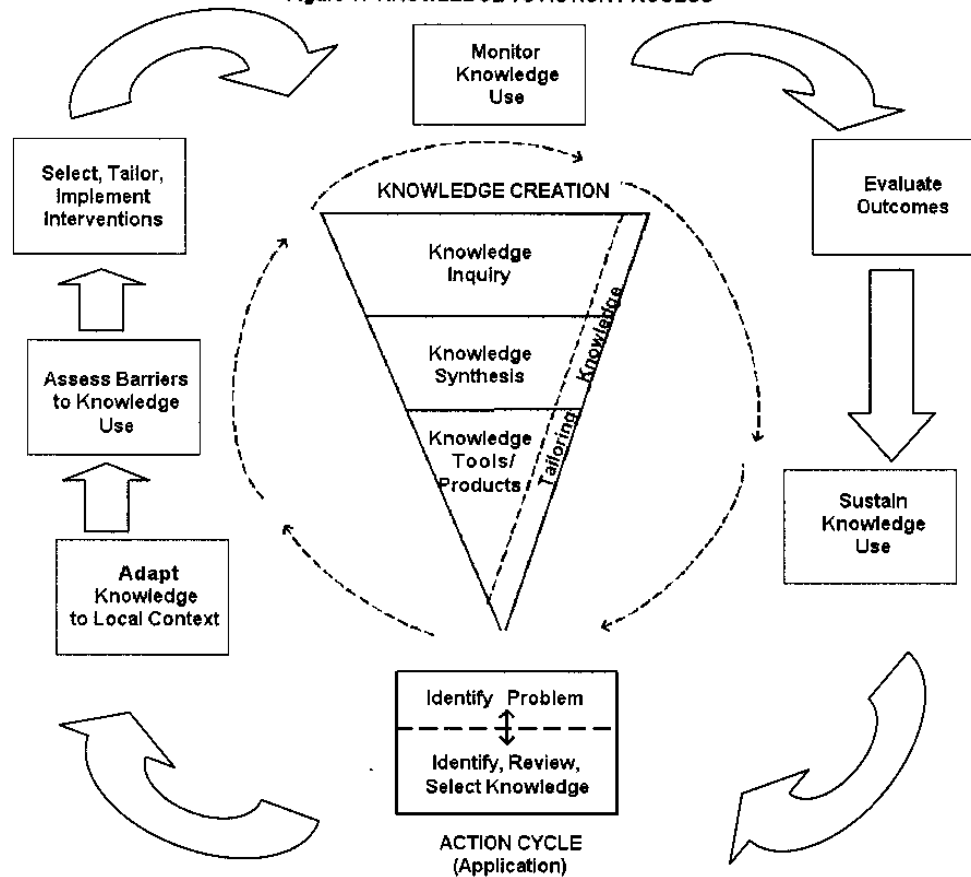 Monitor
Knowledge
Use
Select, Tailor,
Implement
Interventions
Evaluate
Outcomes
KNOWLEDGE CREATION
Knowledge
Inquiry
Knowledge
Synthesis
Knowledge
Tools/
Products
Tailoring Knowledge
Assess Barriers
to Knowledge
Use
Sustain
Knowledge
Use
Adapt
Knowledge
to Local Context
Identify Problem
Identify, Review,
Select Knowledge
ACTION CYCLE
(Application)